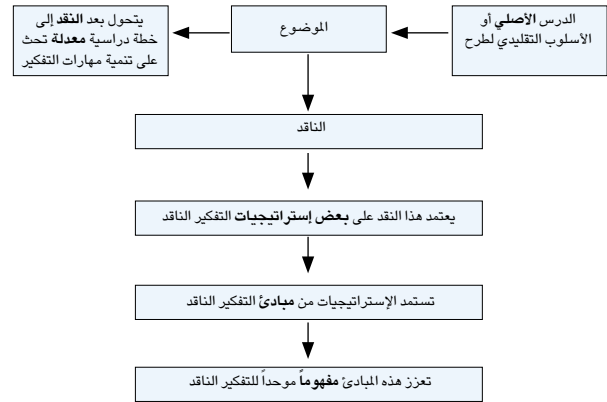 الدرس الأصلي أو
الأسلوب التقليدي لطرح
الموضوع
يتحول بعد النقد إلى
خطة دراسية معدلة تحث
على تنمية مهارات التفكير
الناقد
يعتمد هذا النقد على بعض إستراتيجيات التفكير الناقد
تستمد الإستراتيجيات من مبادئ التفكير الناقد
تعزز هذه المبادئ مفهوماً موحداً للتفكير الناقد